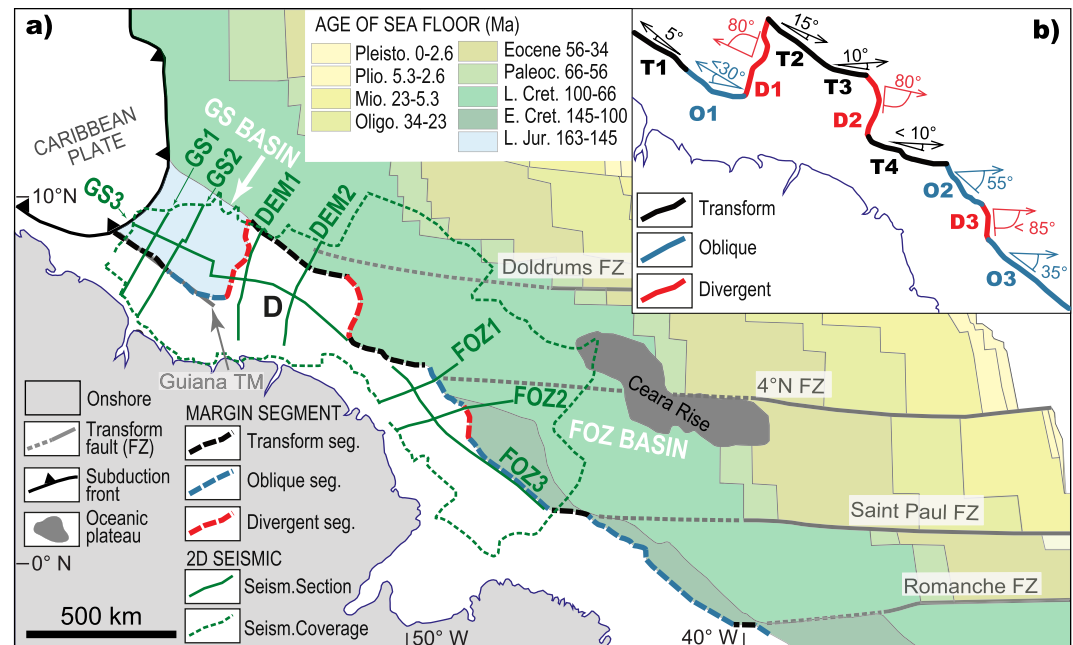 a)
AGE OF SEA FLOOR (Ma)
Pleisto. 0-2.6
Plio. 5.3-2.6
Mio. 23-5.3
Oligo. 34-23
Eocene 56-34
Paleoc. 66-56
L. Cret. 100-66
E. Cret. 145-100
L. Jur. 163-145
CARIBBEAN
PLATE
10°N
GS3
GS1
GS2
GS BASIN
DEM1
DEM2
D
Doldrums FZ
Guiana TM
FOZ1
FOZ2
FOZ3
FOZ BASIN
Ceara Rise
4°N FZ
Saint Paul FZ
Romanche FZ
Onshore
Transform
fault (FZ)
Subduction
front
Oceanic
plateau
0° N
500 km
MARGIN SEGMENT
Transform seg.
Oblique seg.
Divergent seg.
2D SEISMIC
Seism.Section
Seism.Coverage
50° W
40° W
b)
5°
T1
<30°
O1
80°
D1
15°
T2
10°
T3
80°
D2
< 10°
T4
55°
O2
D3
< 85°
O3
35°
Transform
Oblique
Divergent